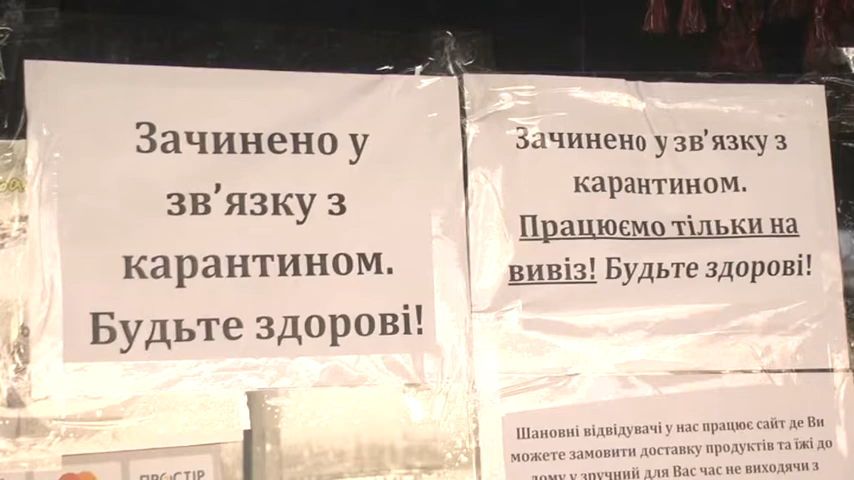 Зачинено у
зв’язку з
карантином.
Будьте здорові!
Зачинено у зв’язку з
карантином.
Працюємо тільки на
вивіз! Будьте здорові!
Шановні відвідувачі у нас працює сайт де Ви
можете замовити доставку продуктів та їжі до
дому у зручний для Вас час не виходячи з
ПРОСТІР